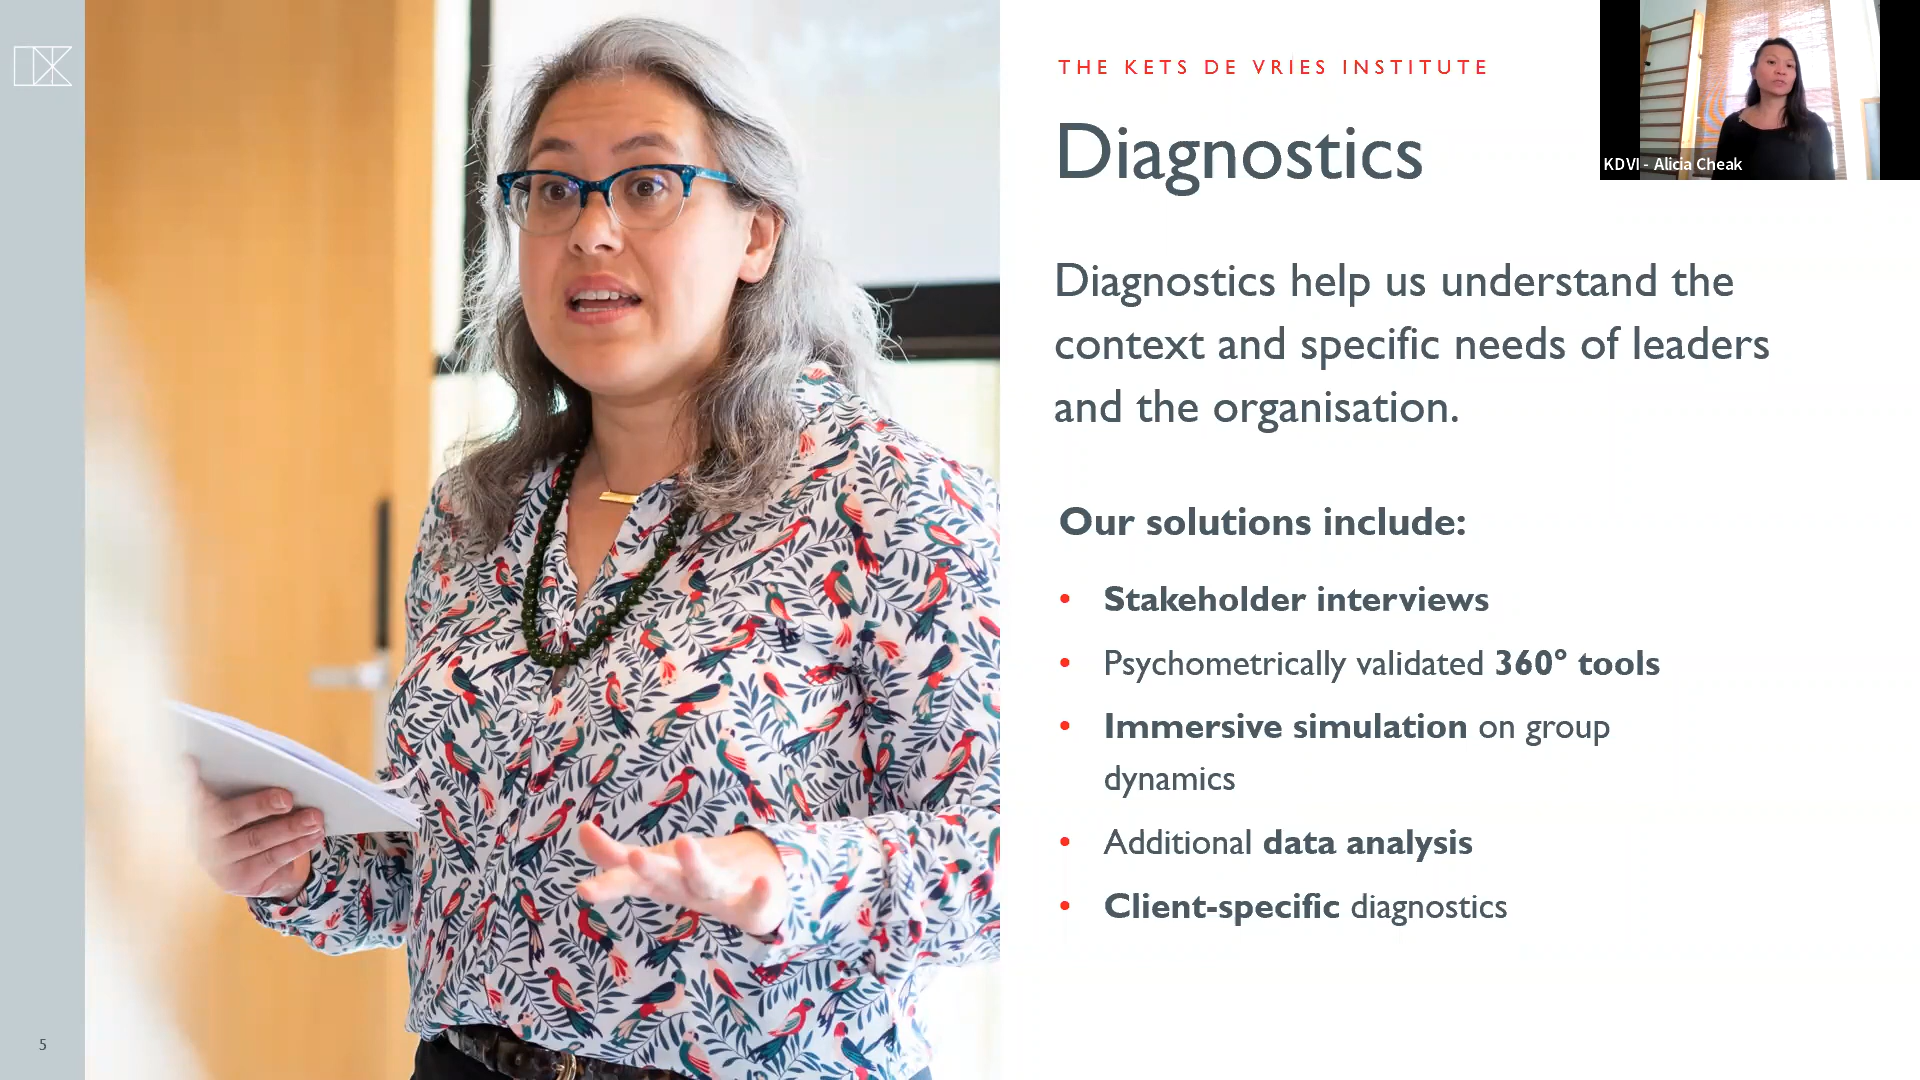 THE KETS DE VRIES INSTITUTE
Diagnostics
KDVI - Alicia Cheak
Diagnostics help us understand the
context and specific needs of leaders
and the organisation.
Our solutions include:
• Stakeholder interviews
• Psychometrically validated 360° tools
• Immersive simulation on group
dynamics
• Additional data analysis
• Client-specific diagnostics
5